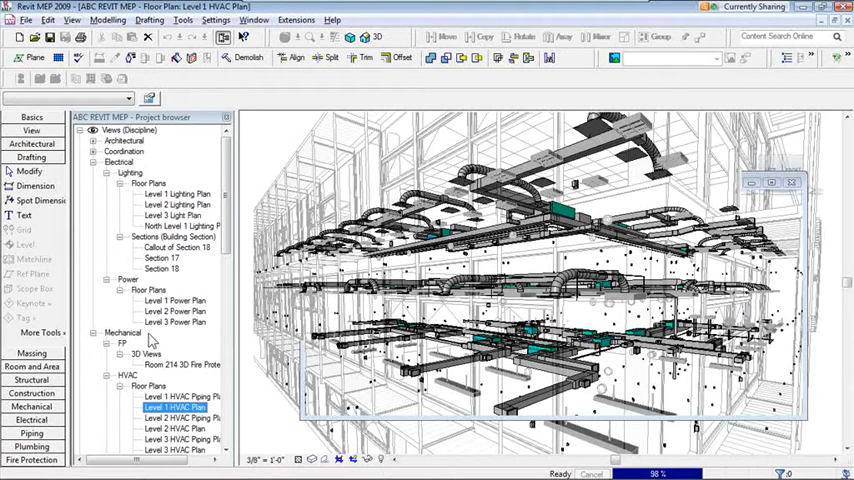 Revit MEP 2009 - [ABC REVIT MEP - Floor Plan: Level 1 HVAC Plan]
Currently Sharing
File Edit View Modelling Drafting Tools Settings Window Extensions Help
3D Move Copy Rotate Array Mirror Group Search Content Online
Plane Demolish Align Split Trim Offset
ABC REVIT MEP - Project browser
Basics
View
Architectural
Drafting
Modify
Dimension
Spot Dimensio
Text
Grid
Level
Matchline
Ref Plane
Scope Box
Keynote
Tag
More Tools
Massing
Room and Area
Structural
Construction
Mechanical
Electrical
Piping
Plumbing
Fire Protection
Views (Discipline)
Architectural
Coordination
Electrical
Lighting
Floor Plans
Level 1 Lighting Plan
Level 2 Lighting Plan
Level 3 Light Plan
North Level 1 Lighting P
Sections (Building Section)
Callout of Section 18
Section 17
Section 18
Power
Floor Plans
Level 1 Power Plan
Level 2 Power Plan
Level 3 Power Plan
Mechanical
FP
3D Views
Room 214 3D Fire Prote
HVAC
Floor Plans
Level 1 HVAC Piping Pl
Level 1 HVAC Plan
Level 2 HVAC Piping Pl
Level 2 HVAC Plan
Level 3 HVAC Piping Pl
Level 3 HVAC Plan
3/8" = 1'-0"
Ready Cancel 98 % :0